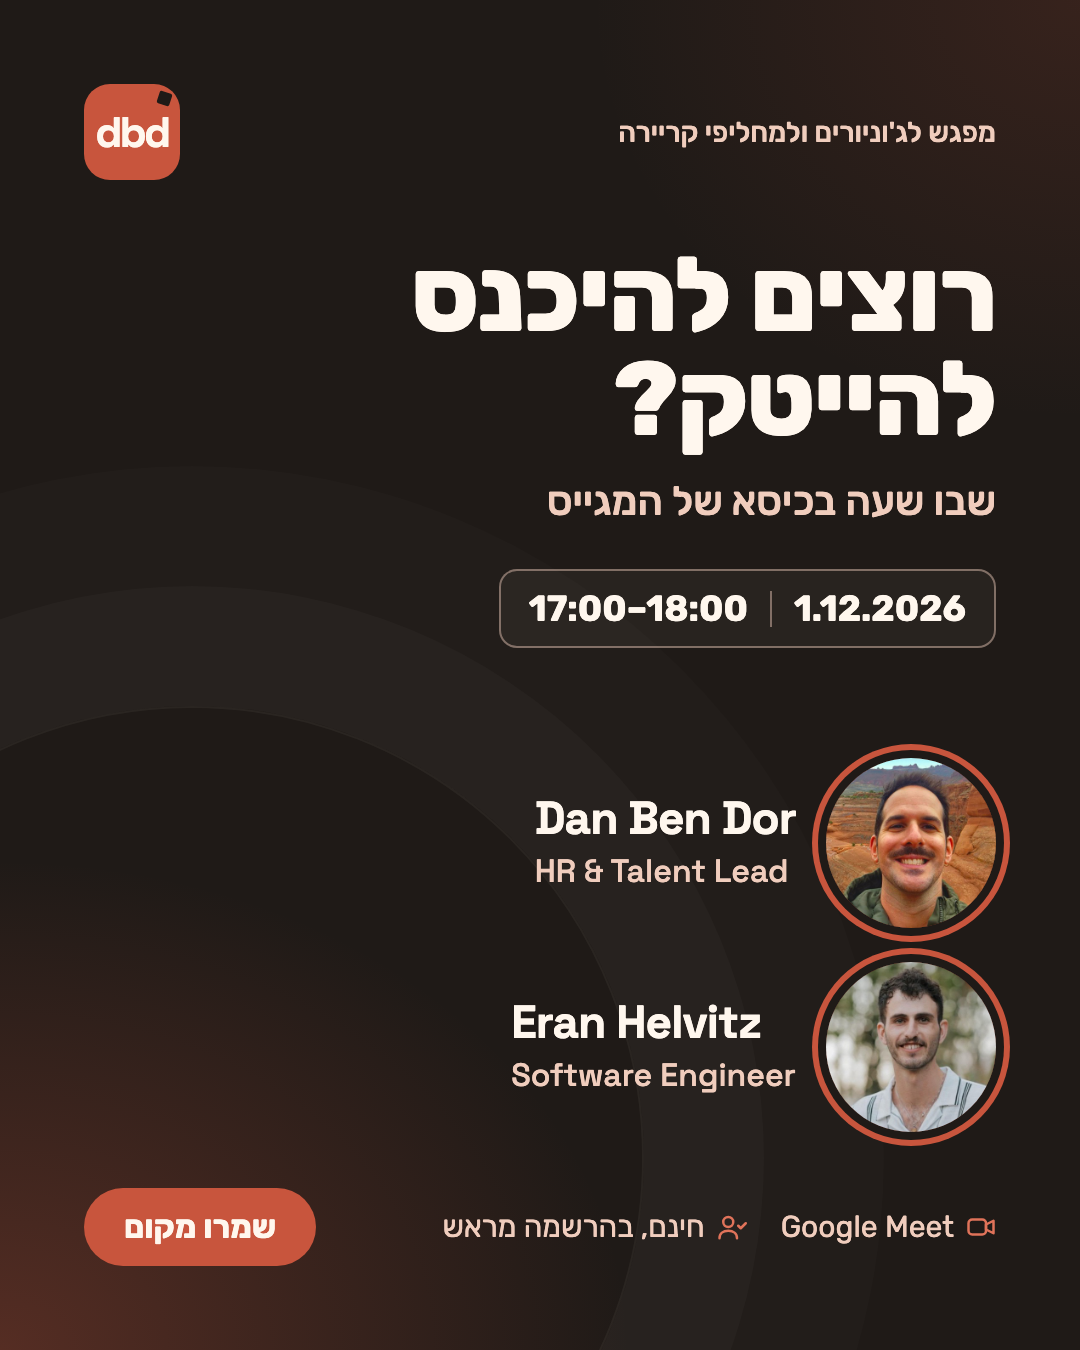 dbd
מפגש לג'וניורים ולמחליפי קריירה
רוצים להיכנס
להייטק?
שבו שעה בכיסא של המגייס
1.12.2026 | 17:00–18:00
Dan Ben Dor
HR & Talent Lead
Eran Helvitz
Software Engineer
Google Meet
חינם, בהרשמה מראש
שמרו מקום